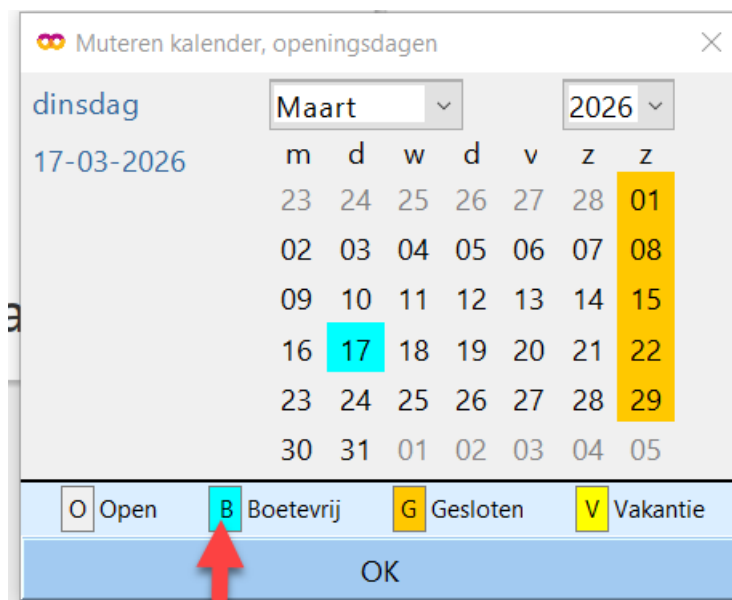 Muteren kalender, openingsdagen
dinsdag Maart 2026
17-03-2026 m d w d v z z
23 24 25 26 27 28 01
02 03 04 05 06 07 08
09 10 11 12 13 14 15
16 17 18 19 20 21 22
23 24 25 26 27 28 29
30 31 01 02 03 04 05
O Open B Boetevrij G Gesloten V Vakantie
OK